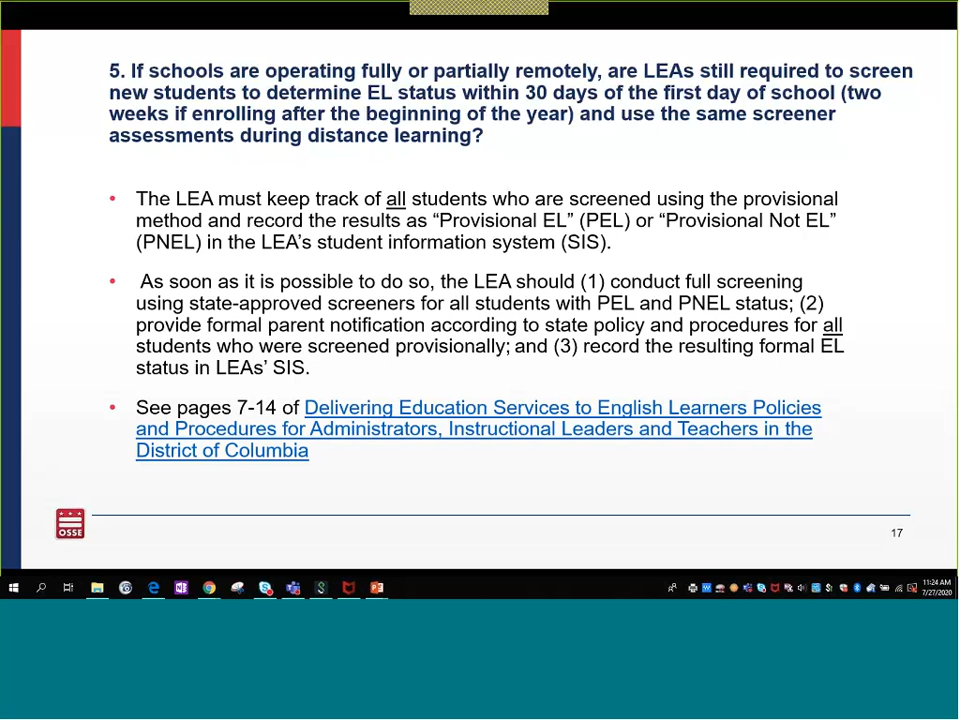 5. If schools are operating fully or partially remotely, are LEAs still required to screen
new students to determine EL status within 30 days of the first day of school (two
weeks if enrolling after the beginning of the year) and use the same screener
assessments during distance learning?
• The LEA must keep track of all students who are screened using the provisional
method and record the results as “Provisional EL” (PEL) or “Provisional Not EL”
(PNEL) in the LEA’s student information system (SIS).
• As soon as it is possible to do so, the LEA should (1) conduct full screening
using state-approved screeners for all students with PEL and PNEL status; (2)
provide formal parent notification according to state policy and procedures for all
students who were screened provisionally; and (3) record the resulting formal EL
status in LEAs’ SIS.
• See pages 7-14 of Delivering Education Services to English Learners Policies
and Procedures for Administrators, Instructional Leaders and Teachers in the
District of Columbia
OSSE
17
11:24 AM
7/27/2020